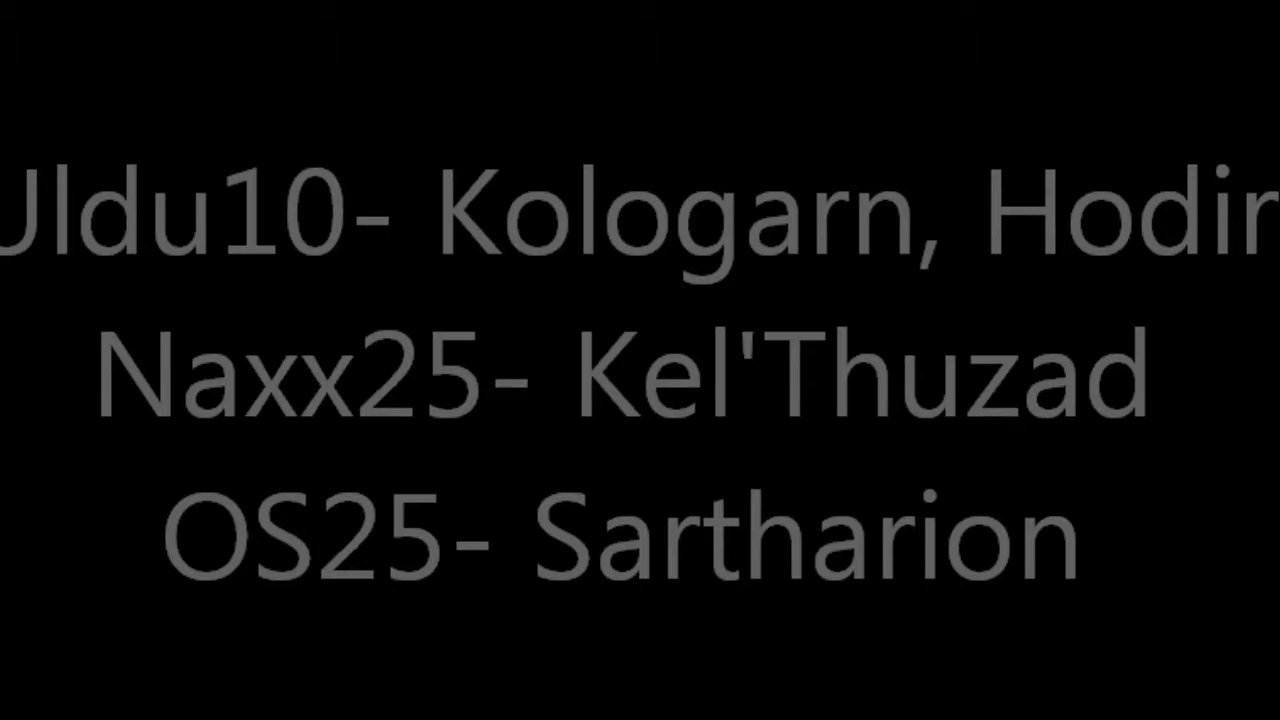 Uldu10- Kologarn, Hodir
Naxx25- Kel'Thuzad
OS25- Sartharion